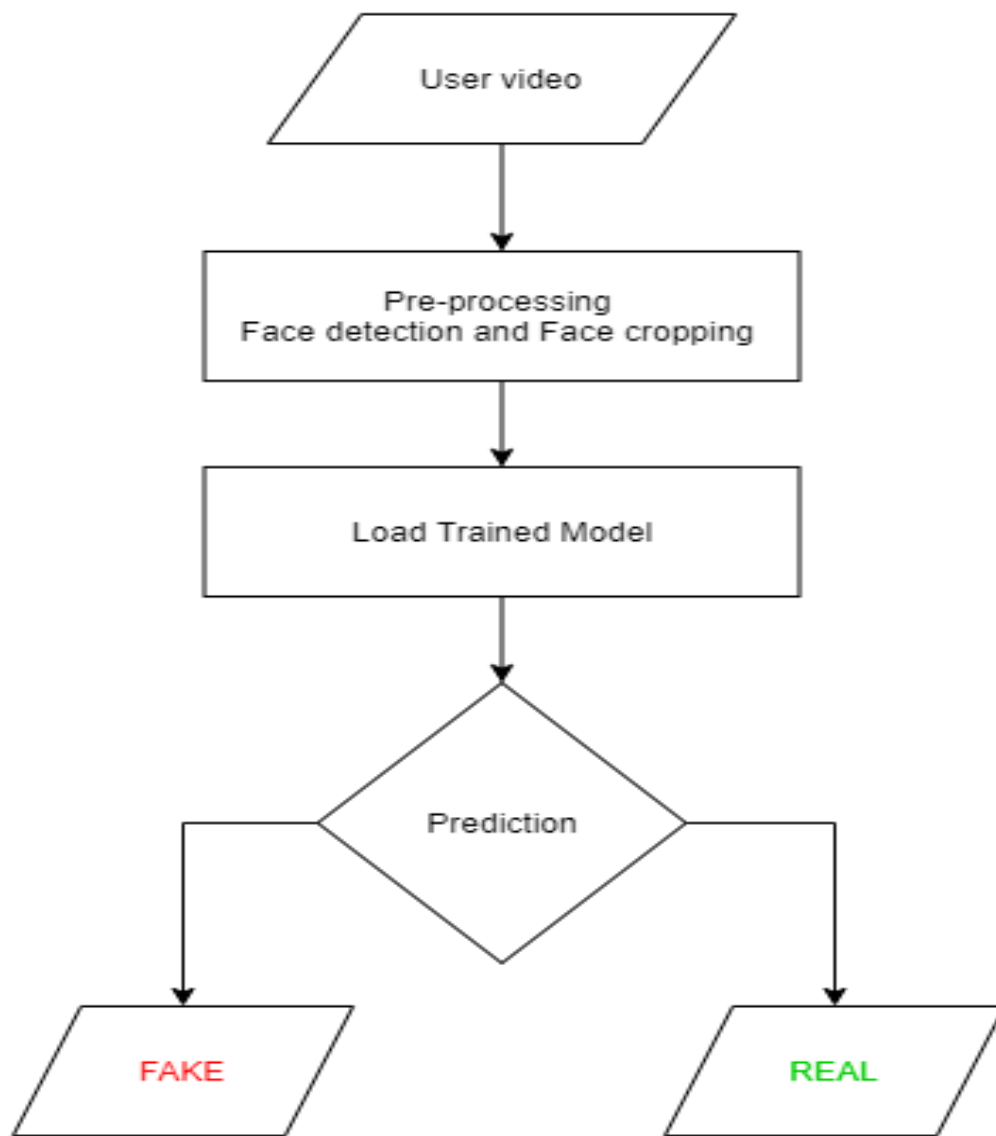 User video
Pre-processing
Face detection and Face cropping
Load Trained Model
Prediction
FAKE
REAL